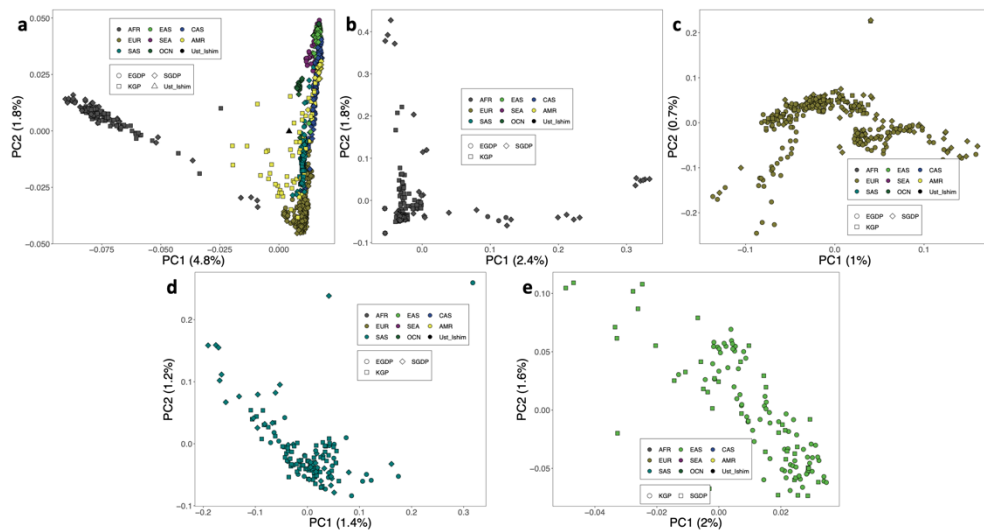 a
0.050
0.025
0.000
-0.025
-0.050
PC2 (1.8%)
AFR EAS CAS
EUR SEA AMR
SAS OCN Ust_Ishim
EGDP SGDP
KGP Ust_Ishim
-0.075 -0.050 -0.025 0.000
PC1 (4.8%)
b
0.4
0.3
0.2
0.1
0.0
-0.1
PC2 (1.8%)
AFR EAS CAS
EUR SEA AMR
SAS OCN Ust_Ishim
EGDP SGDP
KGP
0.0 0.1 0.2 0.3
PC1 (2.4%)
c
0.2
0.1
0.0
-0.1
-0.2
PC2 (0.7%)
AFR EAS CAS
EUR SEA AMR
SAS OCN Ust_Ishim
EGDP SGDP
KGP
-0.1 0.0 0.1
PC1 (1%)
d
0.2
0.1
0.0
-0.1
PC2 (1.2%)
AFR EAS CAS
EUR SEA AMR
SAS OCN Ust_Ishim
EGDP SGDP
KGP
-0.2 -0.1 0.0 0.1 0.2 0.3
PC1 (1.4%)
e
0.10
0.05
0.00
-0.05
PC2 (1.6%)
AFR EAS CAS
EUR SEA AMR
SAS OCN Ust_Ishim
KGP SGDP
-0.04 -0.02 0.00 0.02
PC1 (2%)